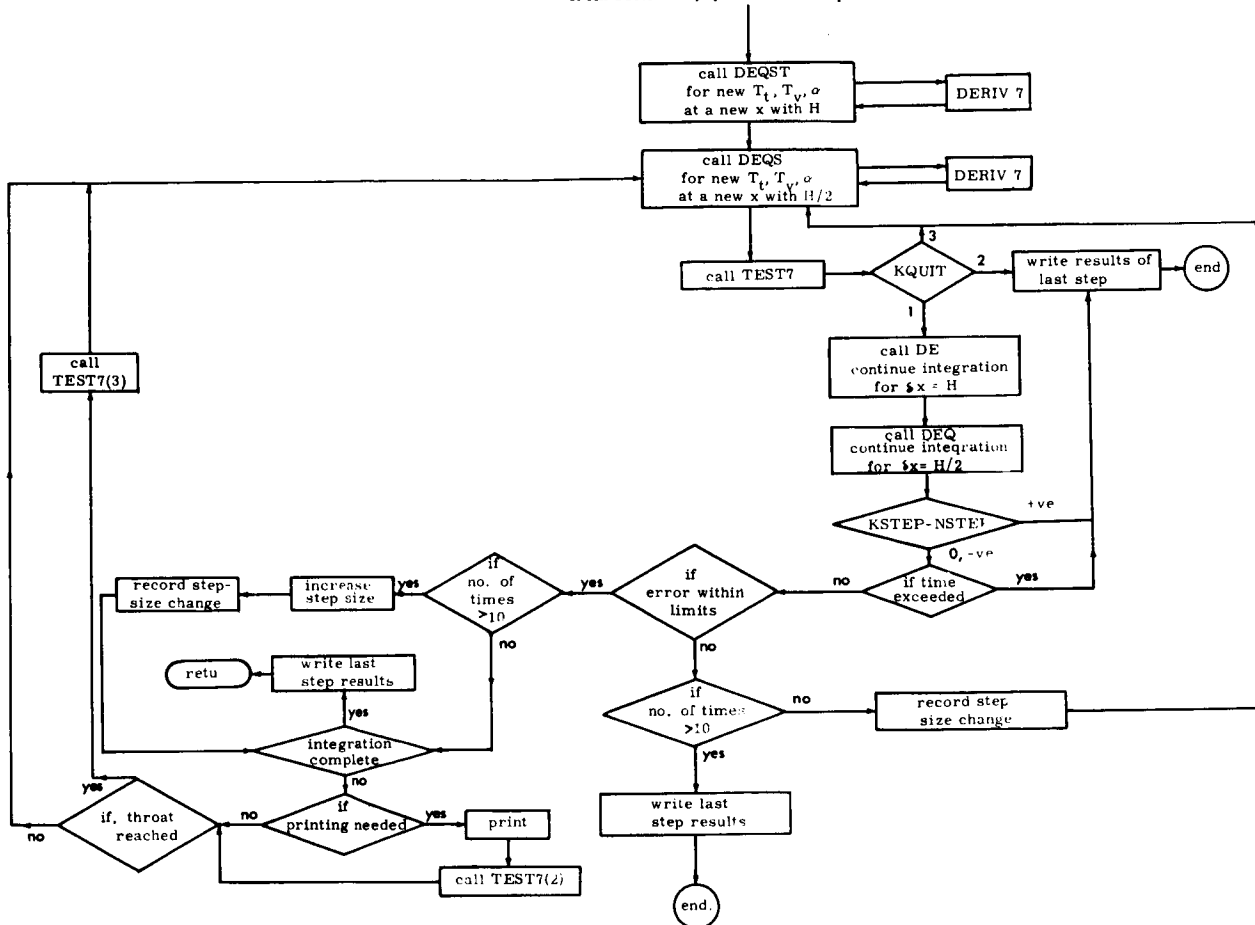 call DEQST
for new Tt, Tv, α
at a new x with H
DERIV 7
call DEQS
for new Tt, Tv, α
at a new x with H/2
DERIV 7
3
call TEST7
KQUIT
2
write results of
last step
end
1
call
TEST7(3)
call DE
continue integration
for δx = H
call DEQ
continue integration
for δx= H/2
KSTEP-NSTEP
+ve
0, -ve
if time
exceeded
yes
no
if
error within
limits
yes
no
if
no. of
times
>10
yes
no
increase
step size
record step-
size change
write last
step results
retu
yes
integration
complete
no
if
no. of times
>10
no
record step
size change
yes
write last
step results
end.
if
printing needed
yes
print
no
call TEST7(2)
if, throat
reached
yes
no